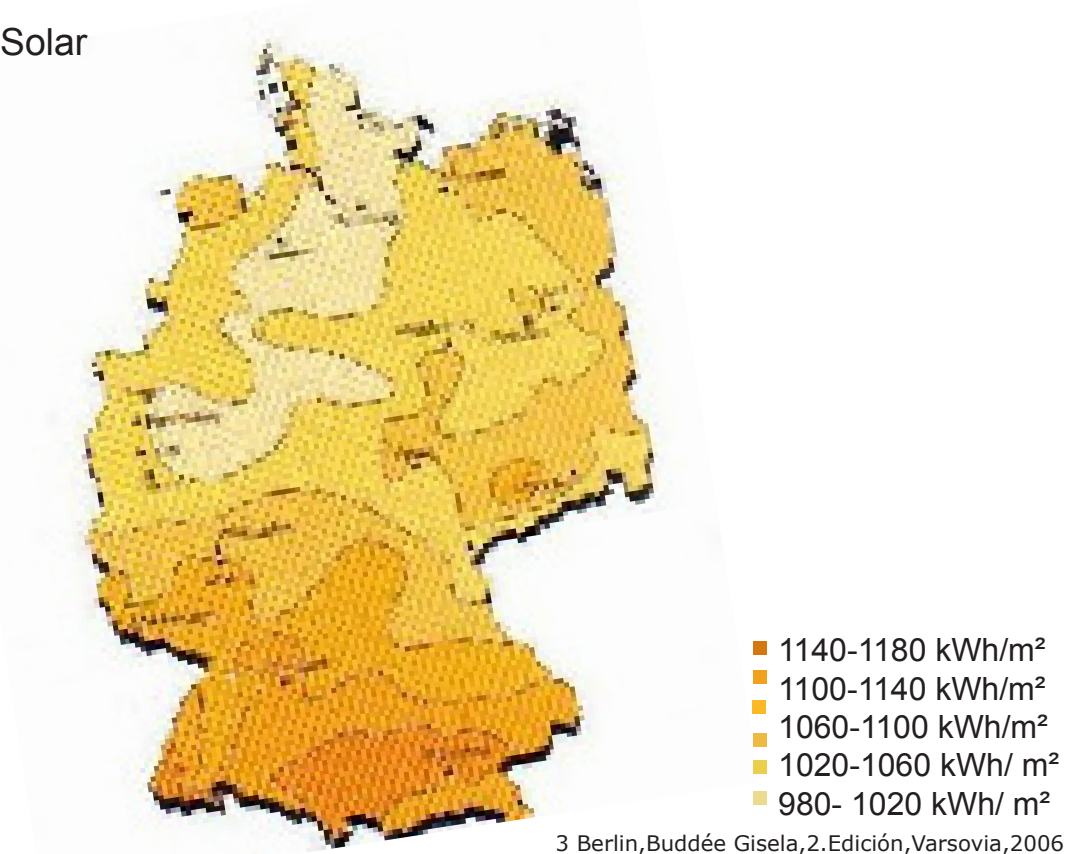 Solar
1140-1180 kWh/m²
1100-1140 kWh/m²
1060-1100 kWh/m²
1020-1060 kWh/ m²
980- 1020 kWh/ m²
3 Berlin,Buddée Gisela,2.Edición,Varsovia,2006